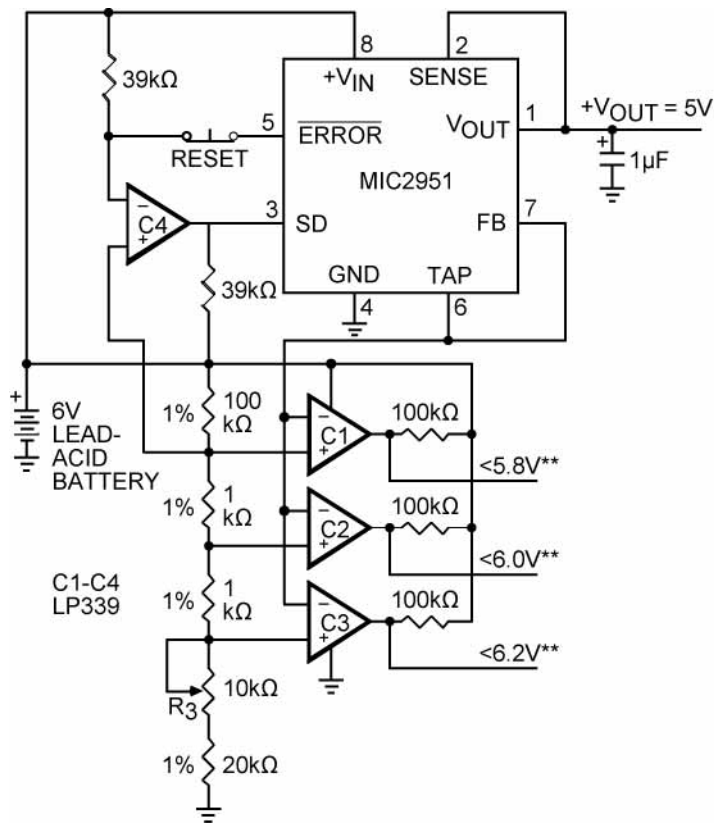 8
2
39kΩ
+VIN
SENSE
+VOUT = 5V
5
ERROR
VOUT
1
RESET
+
1µF
MIC2951
−
C4
+
3
SD
FB
7
39kΩ
GND
TAP
4
6
+
6V
LEAD-
ACID
BATTERY
1%
100
kΩ
−
C1
+
100kΩ
<5.8V**
1%
1
kΩ
−
C2
+
100kΩ
<6.0V**
C1-C4
LP339
1%
1
kΩ
−
C3
+
100kΩ
<6.2V**
R3
10kΩ
1%
20kΩ